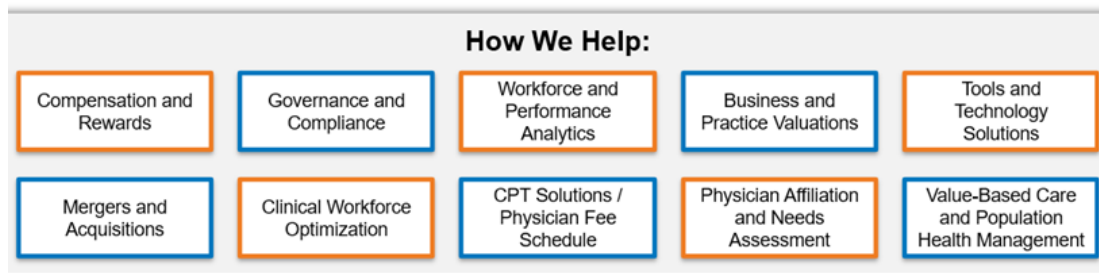 How We Help:
Compensation and
Rewards
Governance and
Compliance
Workforce and
Performance
Analytics
Business and
Practice Valuations
Tools and
Technology
Solutions
Mergers and
Acquisitions
Clinical Workforce
Optimization
CPT Solutions /
Physician Fee
Schedule
Physician Affiliation
and Needs
Assessment
Value-Based Care
and Population
Health Management